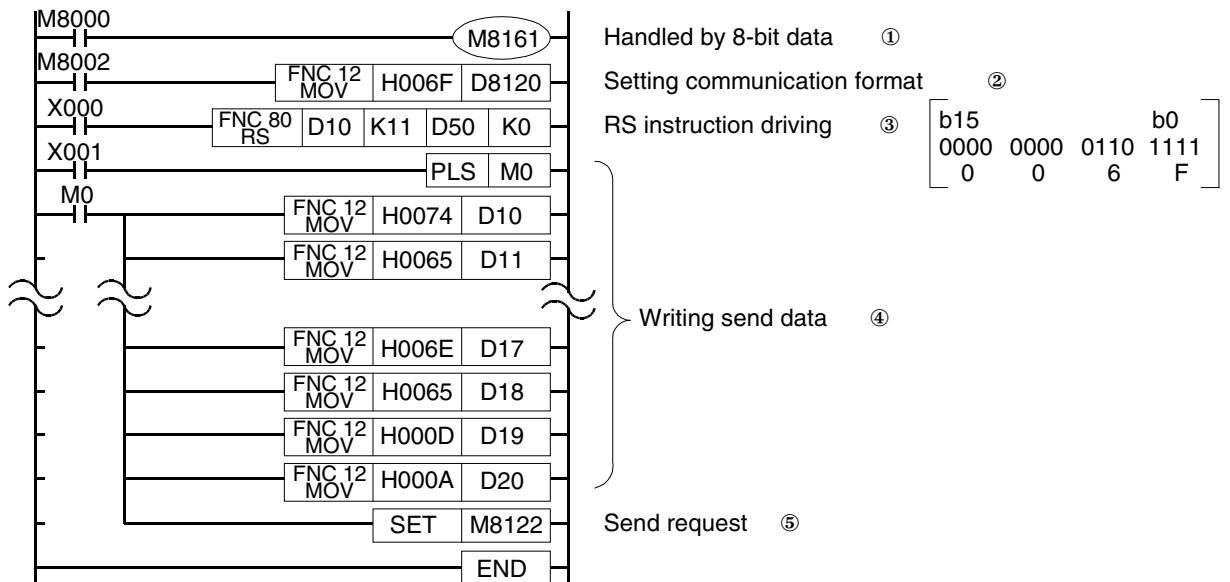 M8000
M8161 Handled by 8-bit data ①
M8002
FNC 12 MOV H006F D8120 Setting communication format ②
X000
FNC 80 RS D10 K11 D50 K0 RS instruction driving ③
b15 b0
0000 0000 0110 1111
0 0 6 F
X001
PLS M0
M0
FNC 12 MOV H0074 D10
FNC 12 MOV H0065 D11
Writing send data ④
FNC 12 MOV H006E D17
FNC 12 MOV H0065 D18
FNC 12 MOV H000D D19
FNC 12 MOV H000A D20
SET M8122 Send request ⑤
END